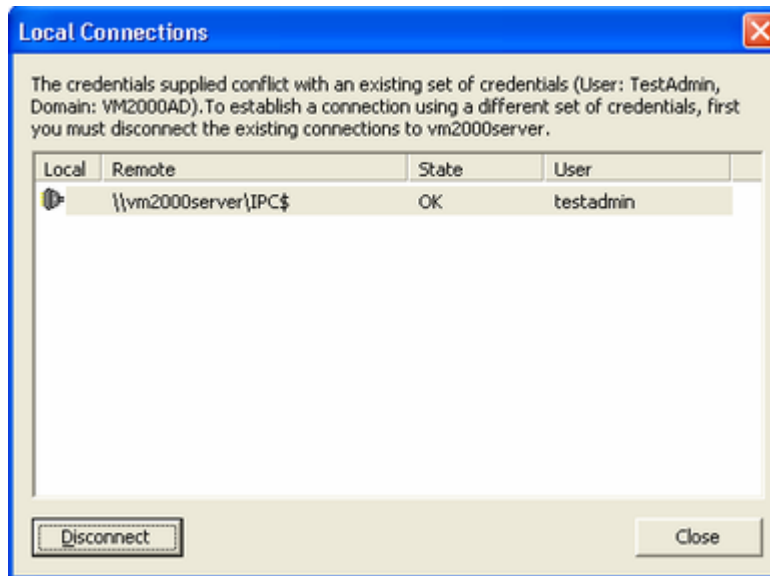 Local Connections
The credentials supplied conflict with an existing set of credentials (User: TestAdmin,
Domain: VM2000AD).To establish a connection using a different set of credentials, first
you must disconnect the existing connections to vm2000server.
Local Remote State User
\\vm2000server\IPC$ OK testadmin
Disconnect Close